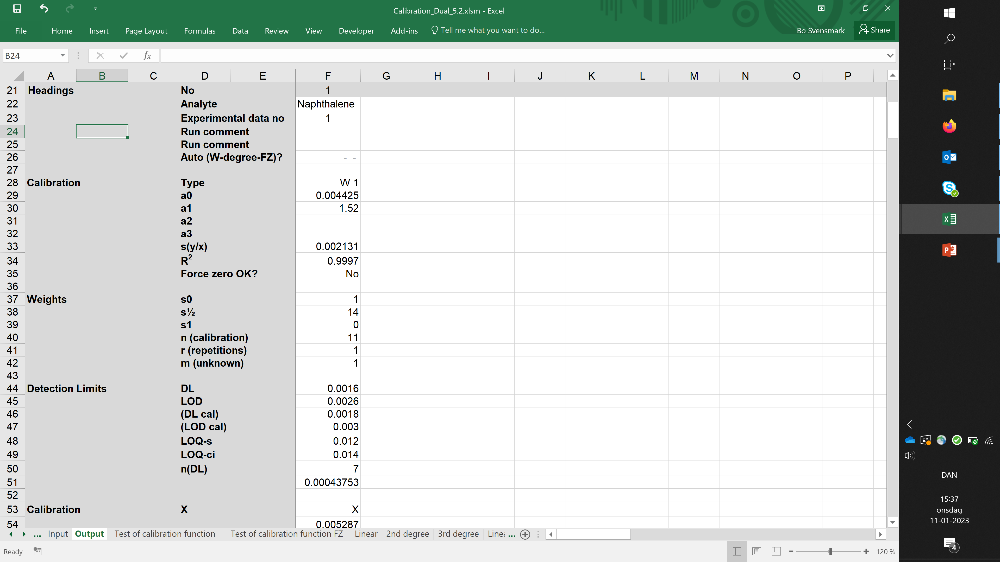 Calibration_Dual_5.2.xlsm - Excel
File Home Insert Page Layout Formulas Data Review View Developer Add-ins Tell me what you want to do... Bo Svensmark Share
B24 fx
A B C D E F G H I J K L M N O P
21 Headings No 1
22 Analyte Naphthalene
23 Experimental data no 1
24 Run comment
25 Run comment
26 Auto (W-degree-FZ)? - -
27
28 Calibration Type W 1
29 a0 0.004425
30 a1 1.52
31 a2
32 a3
33 s(y/x) 0.002131
34 R² 0.9997
35 Force zero OK? No
36
37 Weights s0 1
38 s½ 14
39 s1 0
40 n (calibration) 11
41 r (repetitions) 1
42 m (unknown) 1
43
44 Detection Limits DL 0.0016
45 LOD 0.0026
46 (DL cal) 0.0018
47 (LOD cal) 0.003
48 LOQ-s 0.012
49 LOQ-ci 0.014
50 n(DL) 7
51 0.00043753
52
53 Calibration X X
54 0.005287
... Input Output Test of calibration function Test of calibration function FZ Linear 2nd degree 3rd degree Linea ...
Ready 120 %
DAN
15:37
onsdag
11-01-2023
4